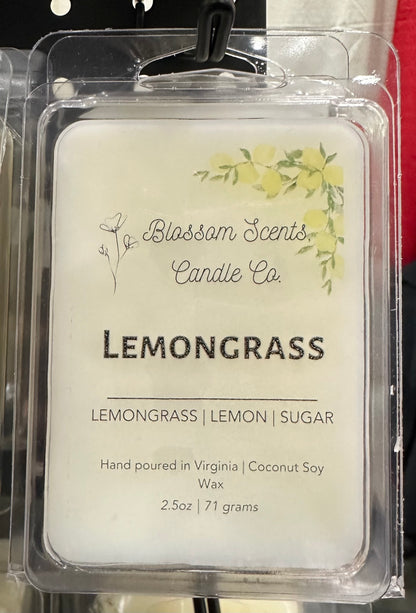 Blossom Scents
Candle Co.
LEMONGRASS
LEMONGRASS | LEMON | SUGAR
Hand poured in Virginia | Coconut Soy
Wax
2.5oz | 71 grams